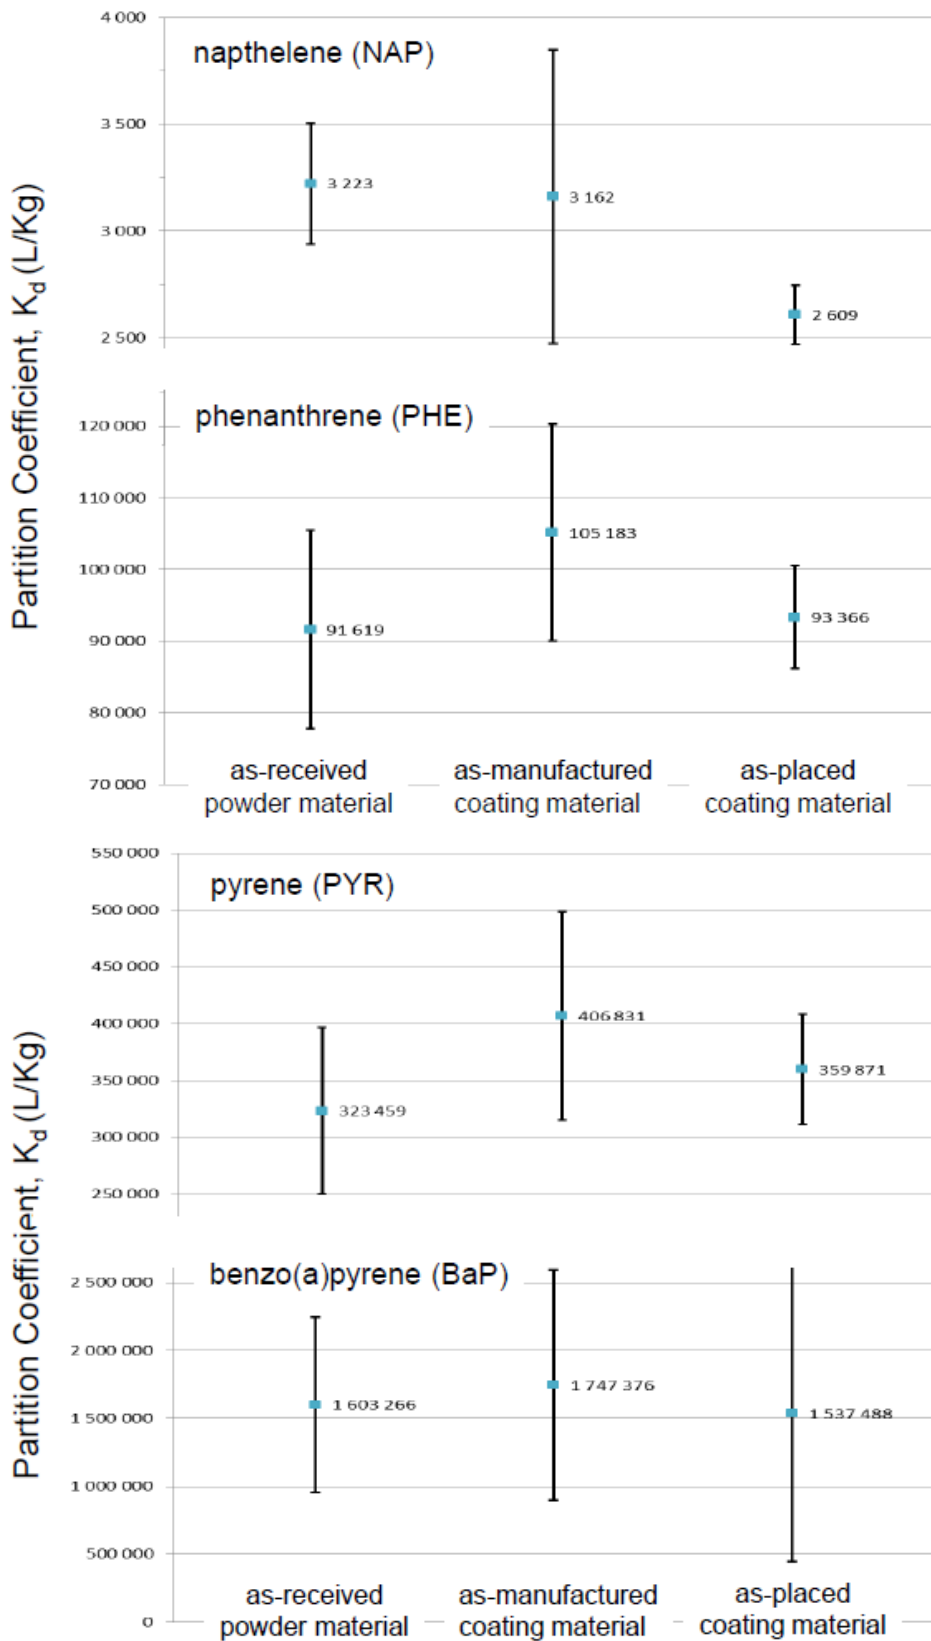 4 000
napthelene (NAP)
3 500
3 223
3 162
3 000
2 609
2 500
Partition Coefficient, Kd (L/Kg)
phenanthrene (PHE)
120 000
110 000
105 183
100 000
93 366
91 619
90 000
80 000
70 000
as-received
powder material
as-manufactured
coating material
as-placed
coating material
550 000
pyrene (PYR)
500 000
450 000
400 000
406 831
359 871
350 000
323 459
300 000
250 000
Partition Coefficient, Kd (L/Kg)
benzo(a)pyrene (BaP)
2 500 000
2 000 000
1 747 376
1 603 266
1 537 488
1 500 000
1 000 000
500 000
0
as-received
powder material
as-manufactured
coating material
as-placed
coating material